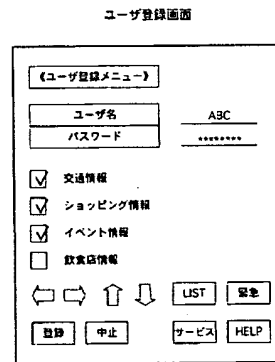 ユーザ登録画面
《ユーザ登録メニュー》
ユーザ名 ABC
パスワード ********
交通情報
ショッピング情報
イベント情報
飲食店情報
LIST 緊急
登録 中止 サービス HELP